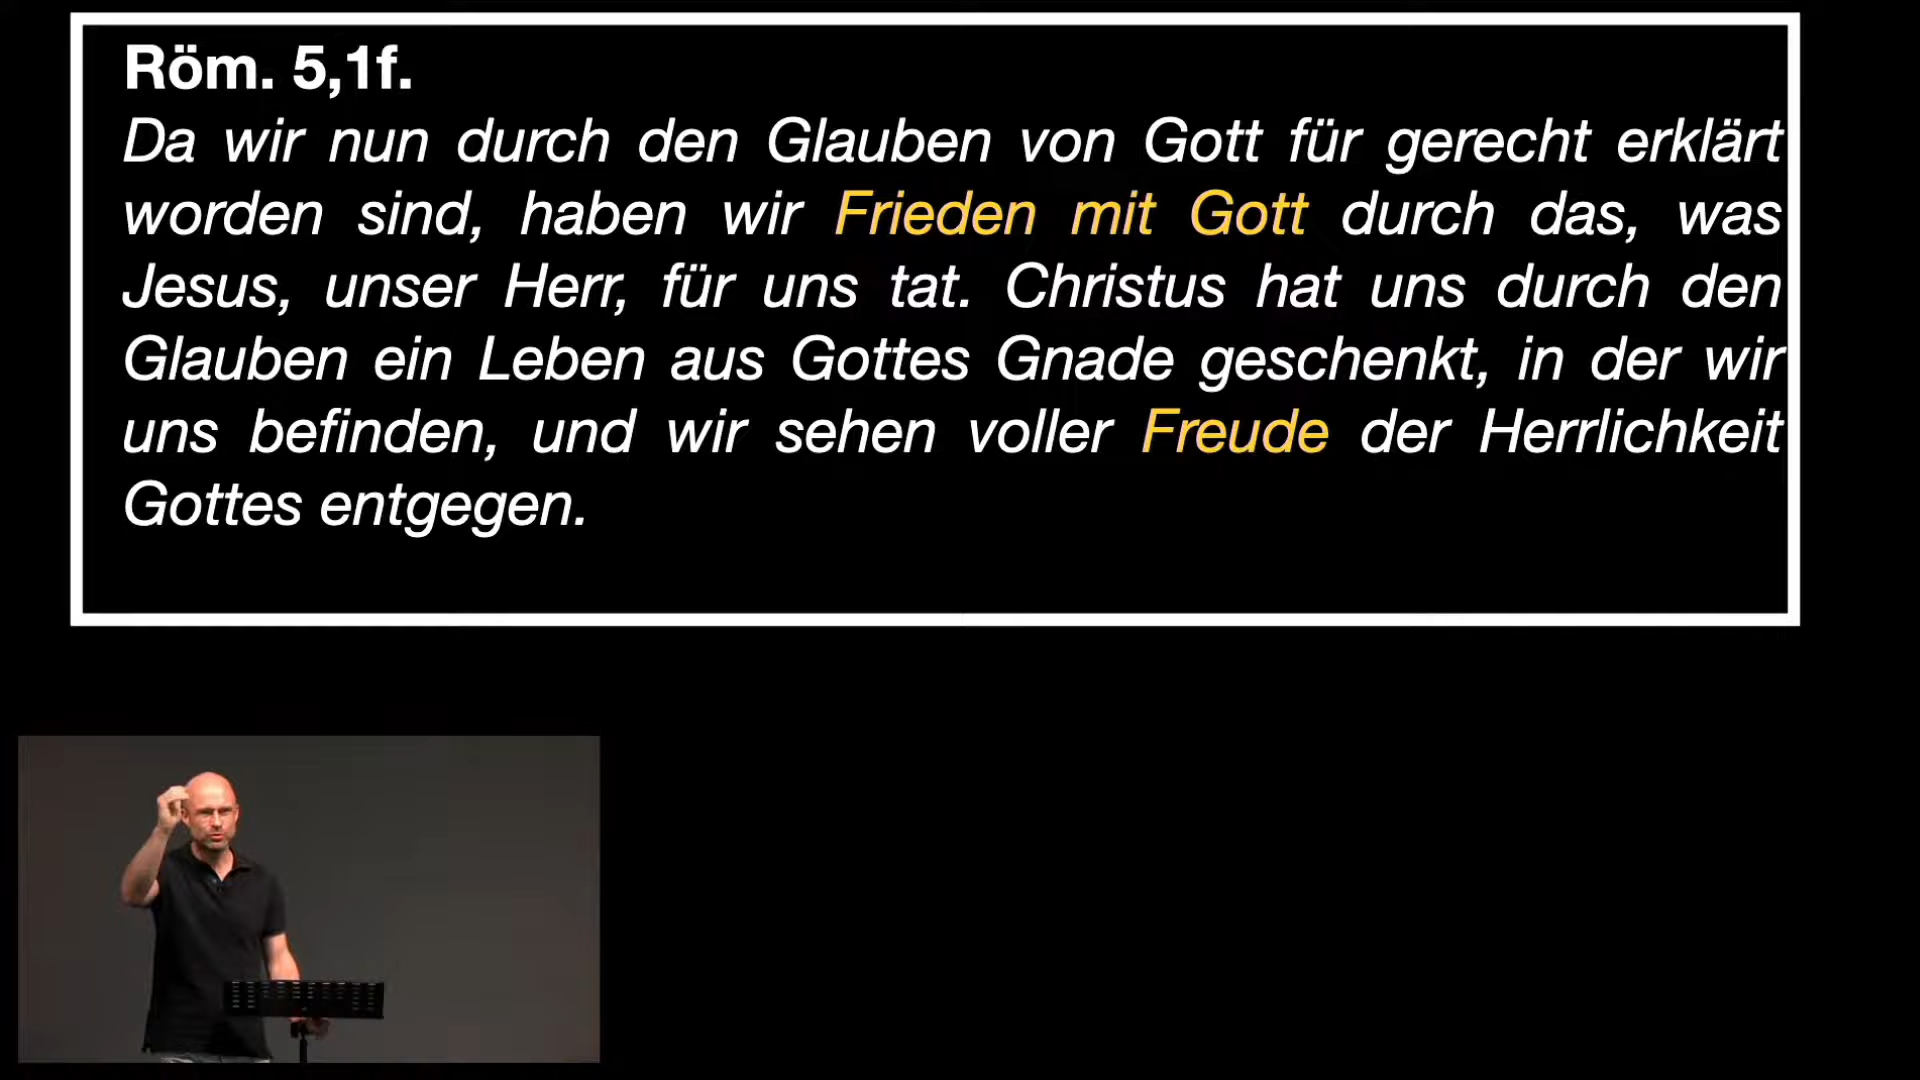 Röm. 5,1f.
Da wir nun durch den Glauben von Gott für gerecht erklärt
worden sind, haben wir Frieden mit Gott durch das, was
Jesus, unser Herr, für uns tat. Christus hat uns durch den
Glauben ein Leben aus Gottes Gnade geschenkt, in der wir
uns befinden, und wir sehen voller Freude der Herrlichkeit
Gottes entgegen.